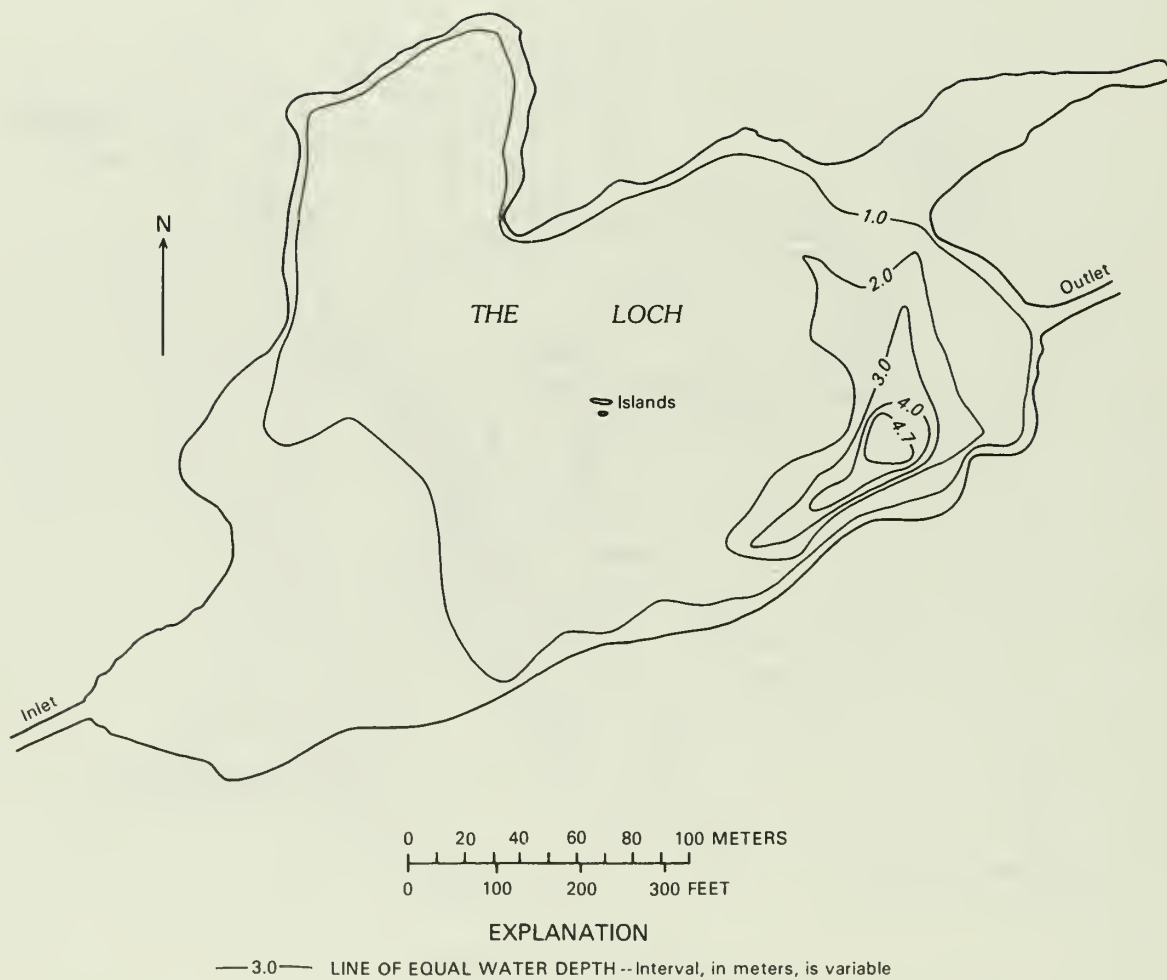 N
1.0
2.0
Outlet
THE LOCH
3.0
Islands
4.0
4.7
Inlet
0 20 40 60 80 100 METERS
0 100 200 300 FEET
EXPLANATION
3.0 LINE OF EQUAL WATER DEPTH -- Interval, in meters, is variable